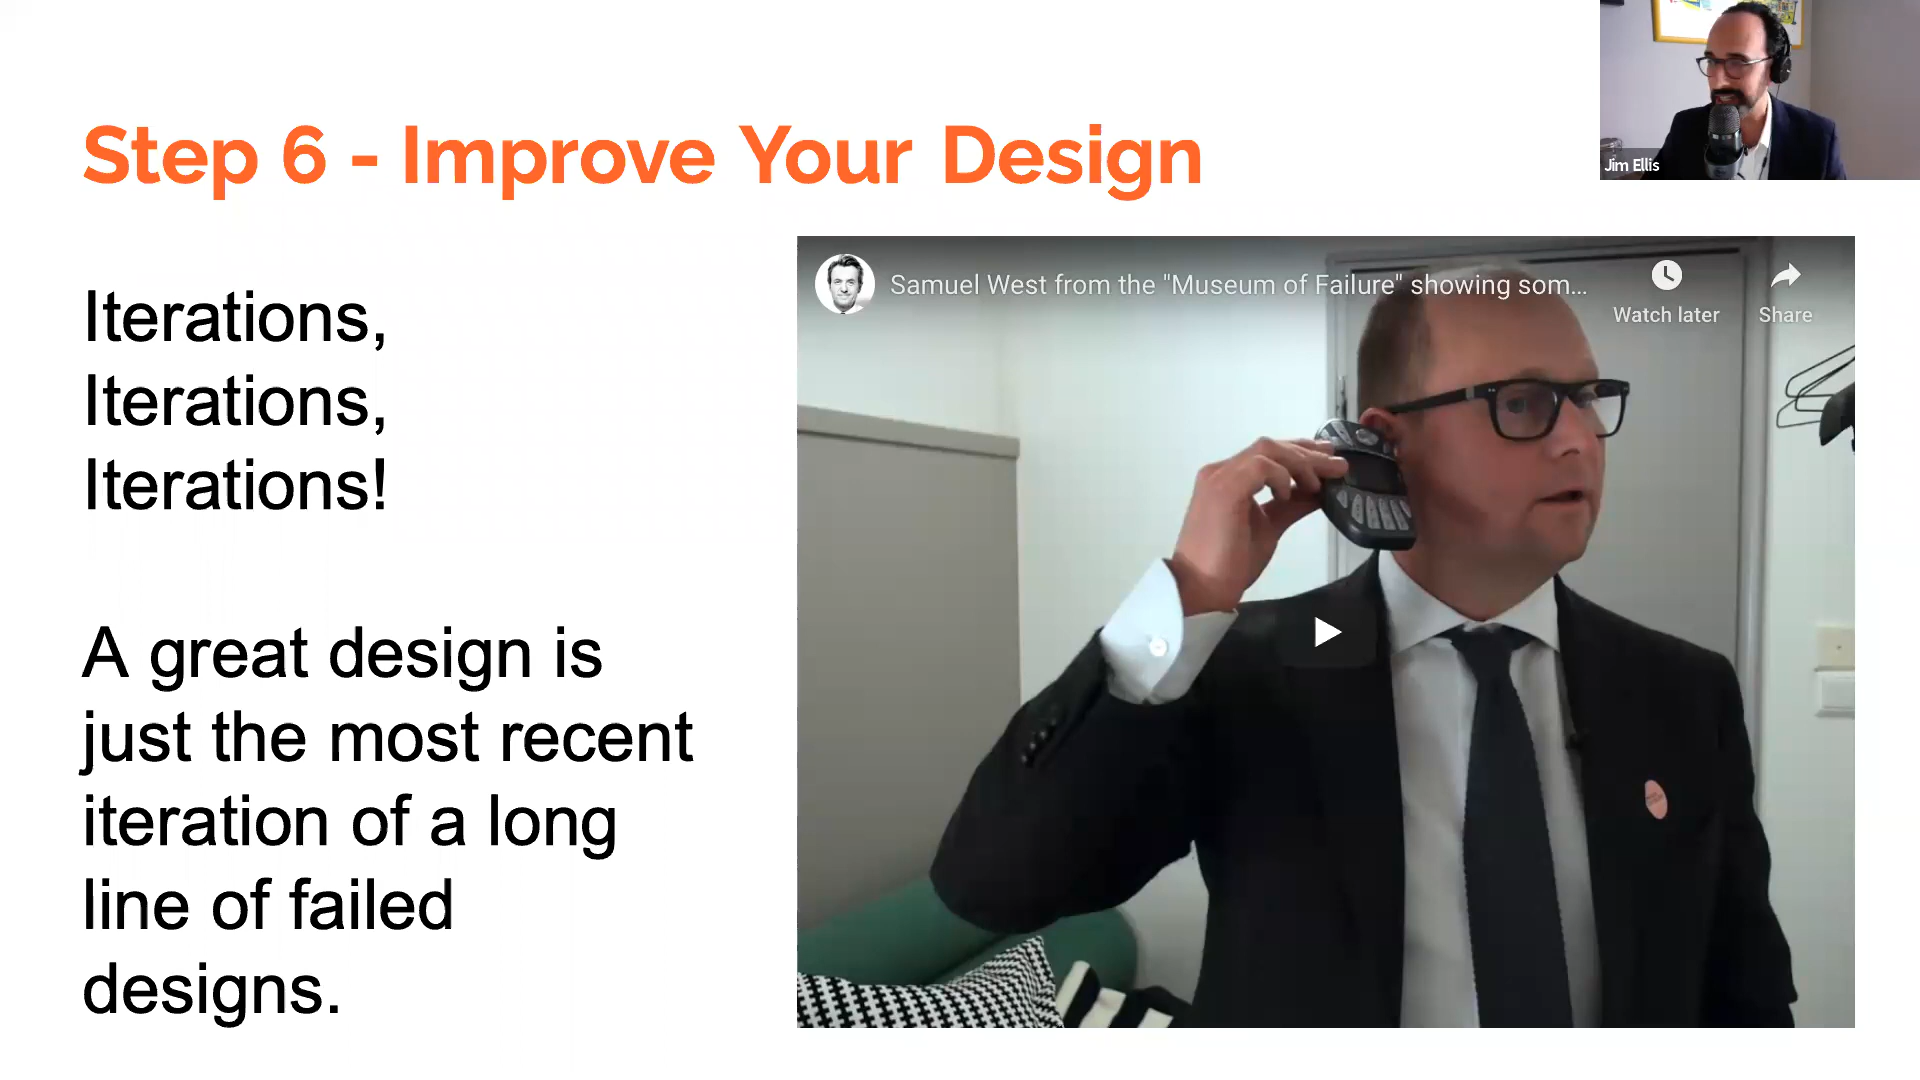 Step 6 - Improve Your Design
Jim Ellis
Iterations,
Iterations,
Iterations!
A great design is
just the most recent
iteration of a long
line of failed
designs.
Samuel West from the "Museum of Failure" showing som...
Watch later
Share